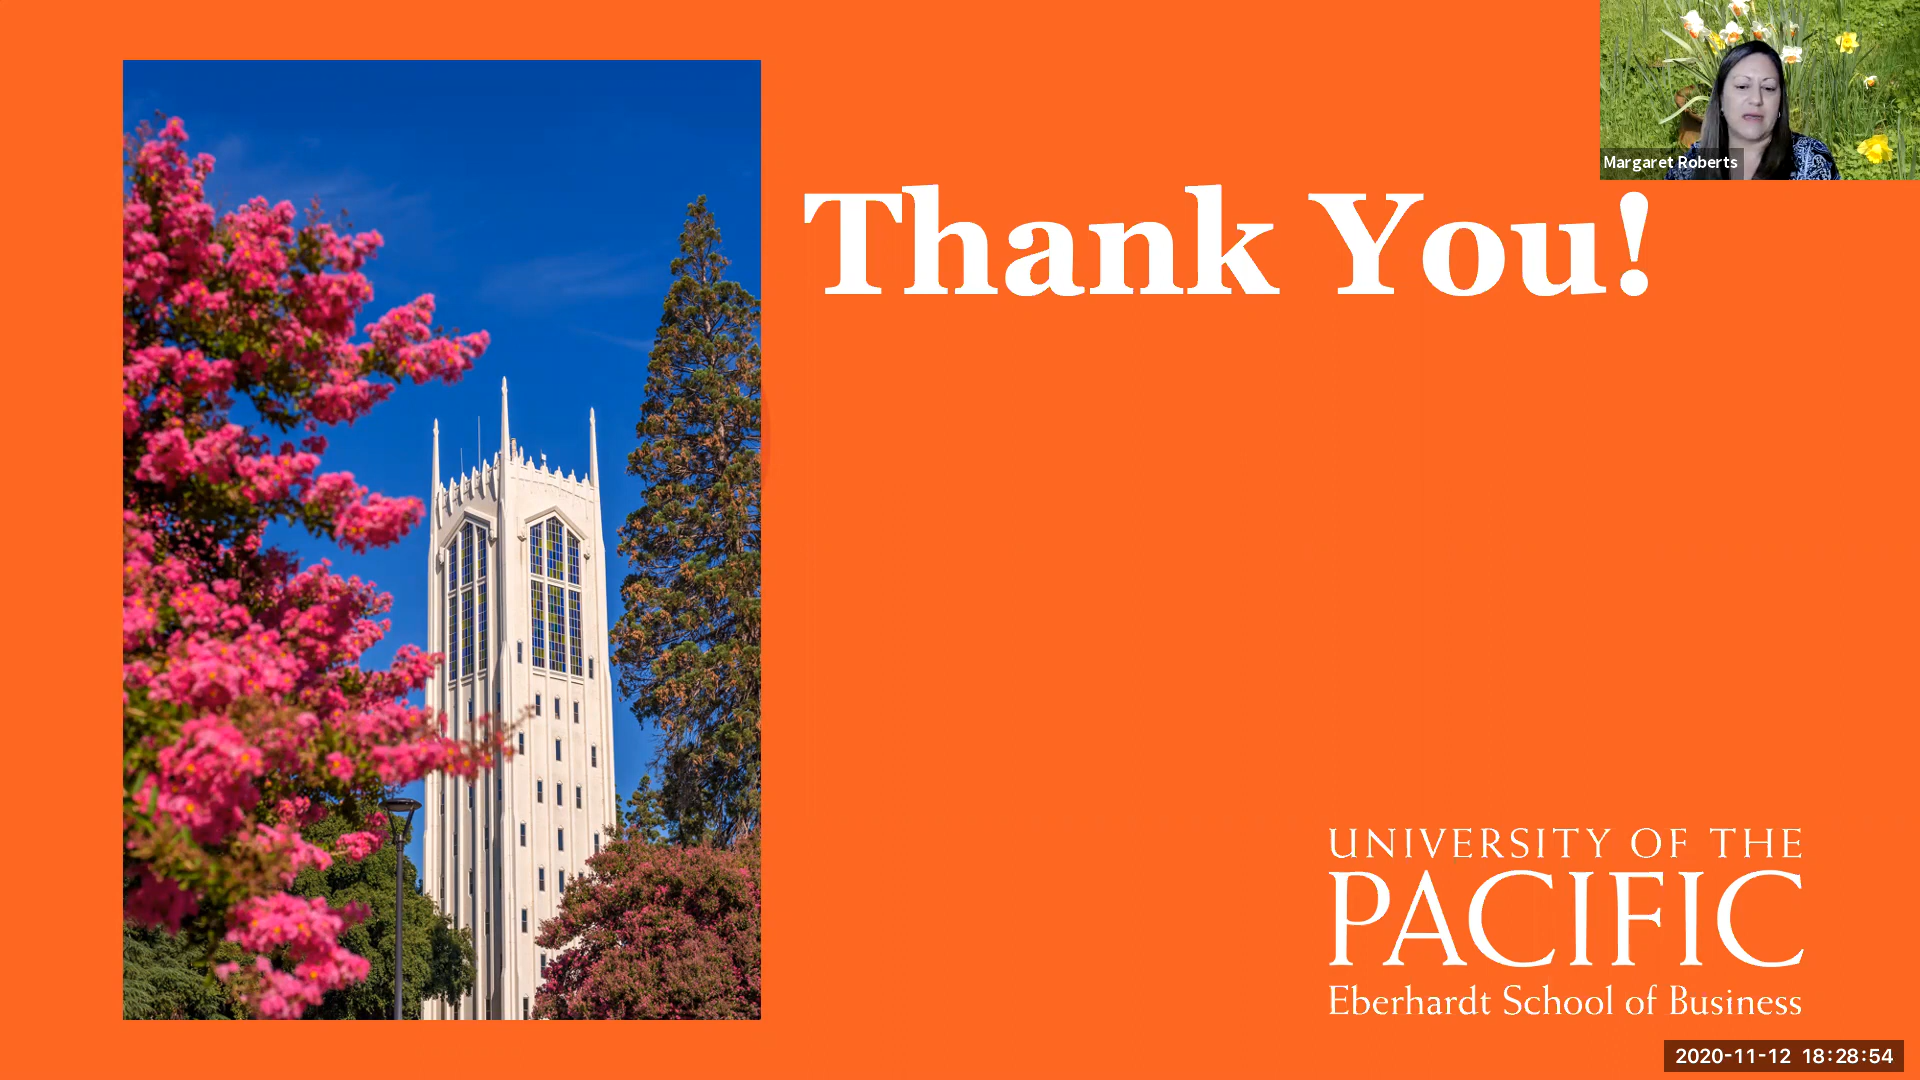 Margaret Roberts
Thank You!
UNIVERSITY OF THE
PACIFIC
Eberhardt School of Business
2020-11-12 18:28:54